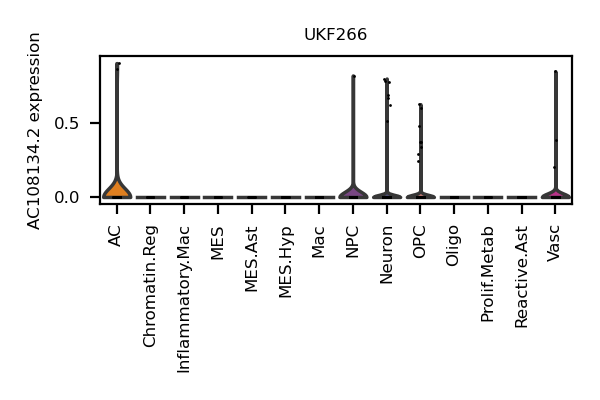 UKF266
AC108134.2 expression
0.5
0.0
AC
Chromatin.Reg
Inflammatory.Mac
MES
MES.Ast
MES.Hyp
Mac
NPC
Neuron
OPC
Oligo
Prolif.Metab
Reactive.Ast
Vasc